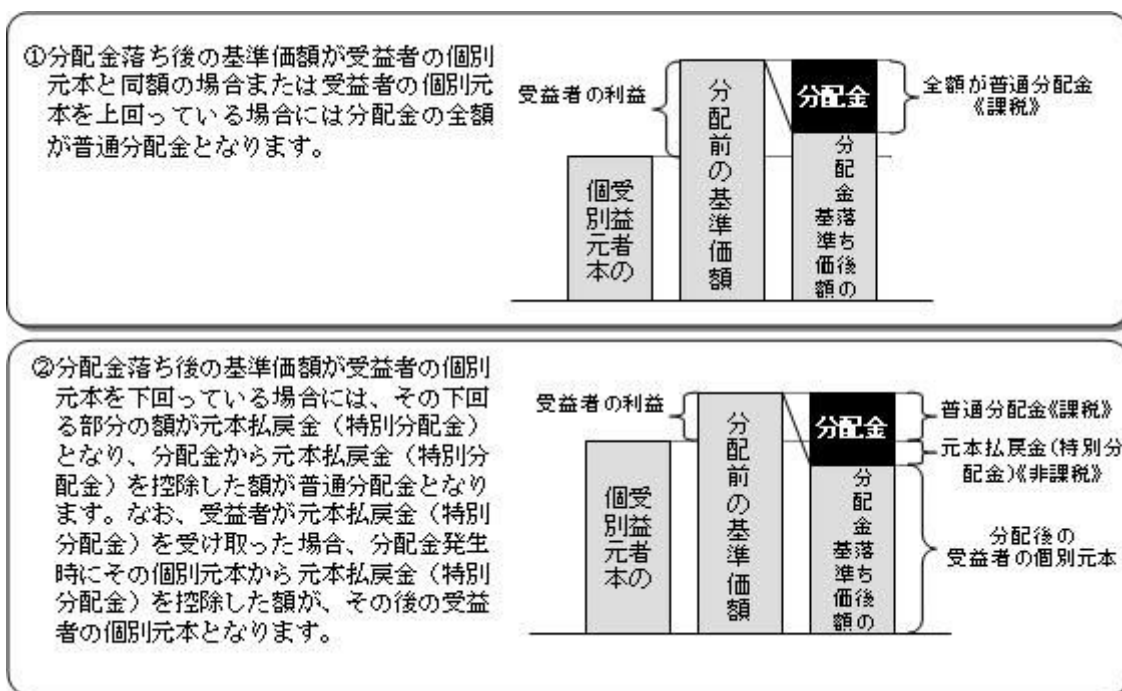 ①分配金落ち後の基準価額が受益者の個別
元本と同額の場合または受益者の個別元
本を上回っている場合には分配金の全額
が普通分配金となります。
受益者の利益
受益者の
個別元本
分配前の基準価額
分配金
分配金落ち後の
基準価額
全額が普通分配金
《課税》
②分配金落ち後の基準価額が受益者の個別
元本を下回っている場合には、その下回
る部分の額が元本払戻金（特別分配金）
となり、分配金から元本払戻金（特別分
配金）を控除した額が普通分配金となり
ます。なお、受益者が元本払戻金（特別
分配金）を受け取った場合、分配金発生
時にその個別元本から元本払戻金（特別
分配金）を控除した額が、その後の受益
者の個別元本となります。
受益者の利益
受益者の
個別元本
分配前の基準価額
分配金
分配金落ち後の
基準価額
普通分配金《課税》
元本払戻金(特別分
配金)《非課税》
分配後の
受益者の個別元本